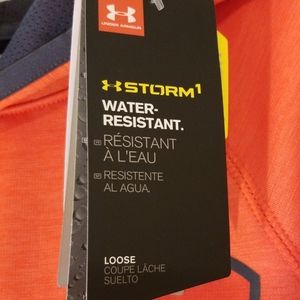 UNDER ARMOUR
STORM1
WATER-
RESISTANT.
RÉSISTANT
À L'EAU
RESISTENTE
AL AGUA.
LOOSE
COUPE LÂCHE
SUELTO